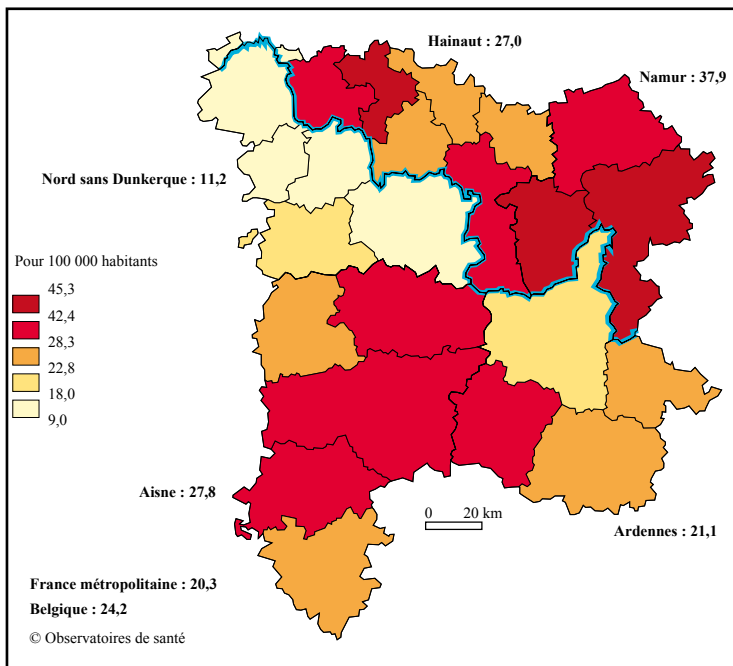 Hainaut : 27,0
Namur : 37,9
Nord sans Dunkerque : 11,2
Pour 100 000 habitants
45,3
42,4
28,3
22,8
18,0
9,0
Aisne : 27,8
0 20 km
Ardennes : 21,1
France métropolitaine : 20,3
Belgique : 24,2
© Observatoires de santé